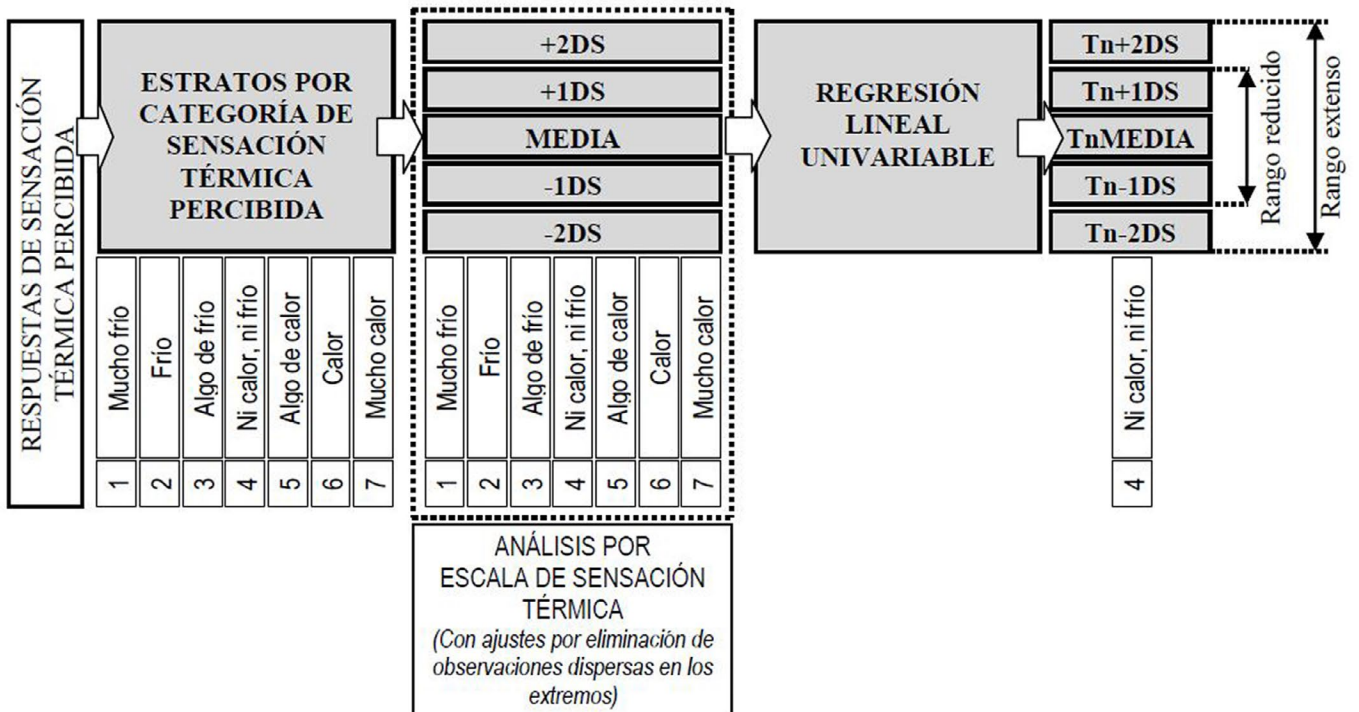 RESPUESTAS DE SENSACIÓN
TÉRMICA PERCIBIDA
ESTRATOS POR
CATEGORÍA DE
SENSACIÓN
TÉRMICA
PERCIBIDA
Mucho frío
Frío
Algo de frío
Ni calor, ni frío
Algo de calor
Calor
Mucho calor
1
2
3
4
5
6
7
+2DS
+1DS
MEDIA
-1DS
-2DS
Mucho frío
Frío
Algo de frío
Ni calor, ni frío
Algo de calor
Calor
Mucho calor
1
2
3
4
5
6
7
ANÁLISIS POR
ESCALA DE SENSACIÓN
TÉRMICA
(Con ajustes por eliminación de
observaciones dispersas en los
extremos)
REGRESIÓN
LINEAL
UNIVARIABLE
Tn+2DS
Tn+1DS
TnMEDIA
Tn-1DS
Tn-2DS
Ni calor, ni frío
4
Rango reducido
Rango extenso